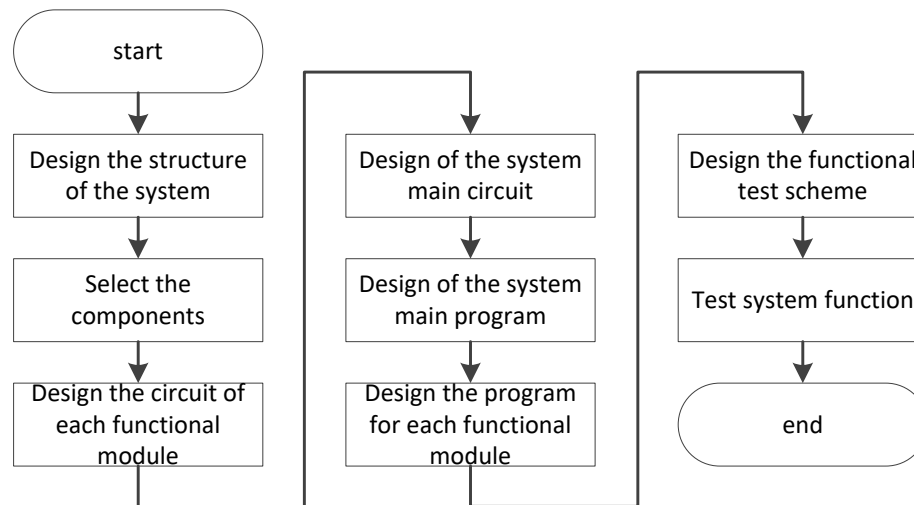 start
Design the structure
of the system
Select the
components
Design the circuit of
each functional
module
Design of the system
main circuit
Design of the system
main program
Design the program
for each functional
module
Design the functional
test scheme
Test system function
end